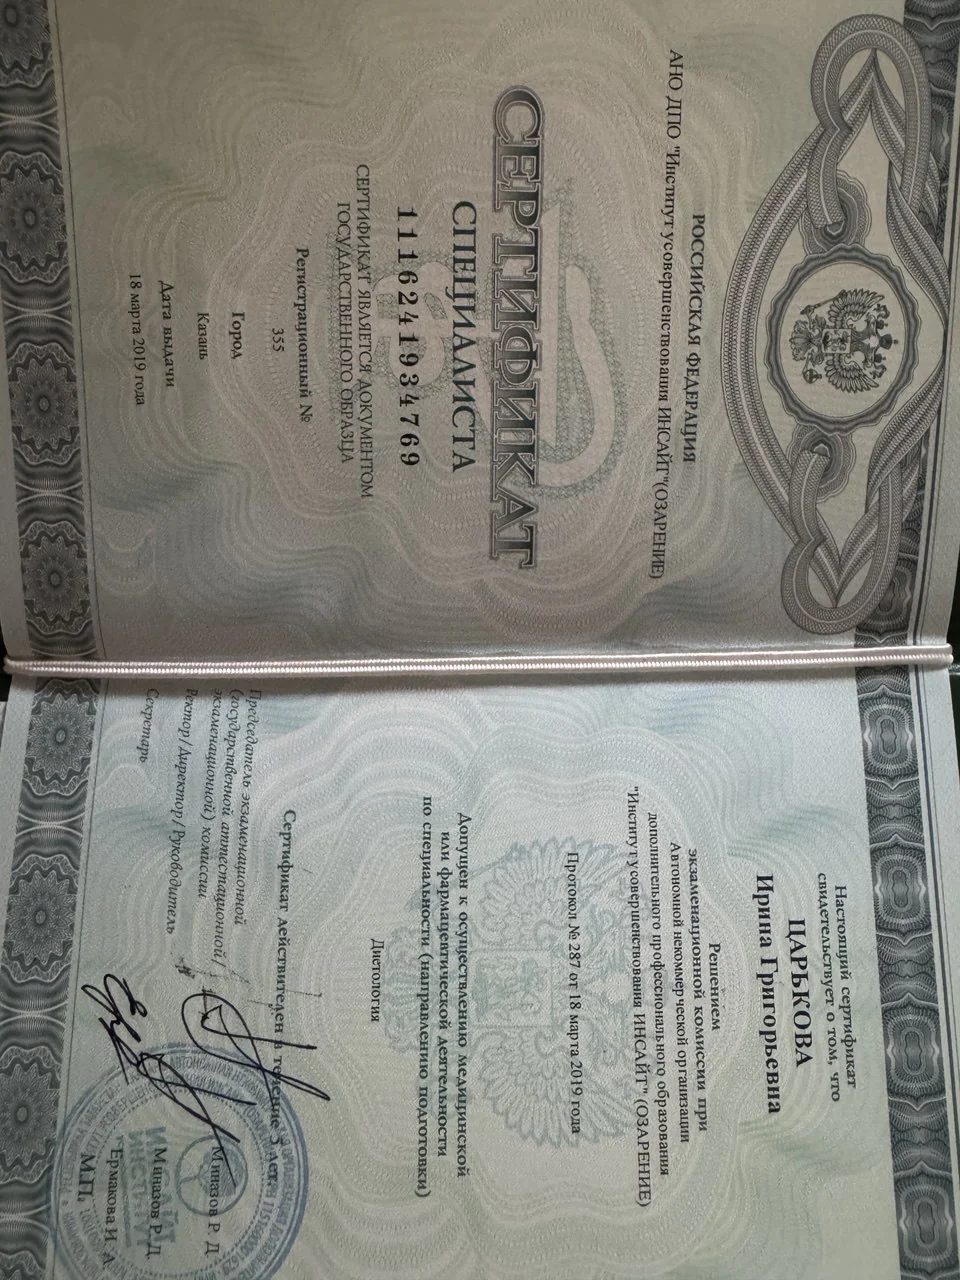 РОССИЙСКАЯ ФЕДЕРАЦИЯ
АНО ДПО "Институт усовершенствования ИНСАЙТ"(ОЗАРЕНИЕ)
СЕРТИФИКАТ
СПЕЦИАЛИСТА
1116241934769
СЕРТИФИКАТ ЯВЛЯЕТСЯ ДОКУМЕНТОМ
ГОСУДАРСТВЕННОГО ОБРАЗЦА
Регистрационный №
355
Город
Казань
Дата выдачи
18 марта 2019 года
Настоящий сертификат
свидетельствует о том, что
ЦАРЬКОВА
Ирина Григорьевна
Решением
экзаменационной комиссии при
Автономной некоммерческой организации
дополнительного профессионального образования
"Институт усовершенствования ИНСАЙТ" (ОЗАРЕНИЕ)
Протокол № 287 от 18 марта 2019 года
Допущен к осуществлению медицинской
или фармацевтической деятельности
по специальности (направлению подготовки)
Диетология
Сертификат действителен в течение 5 лет.
Председатель экзаменационной
(государственной аттестационной
экзаменационной) комиссии
Миназов Р. Д.
Ректор/Директор/Руководитель
Миназов Р. Д.
Секретарь
Ермакова И. А.
М.П.
ИНСАЙТ
ИНСТИТУТ